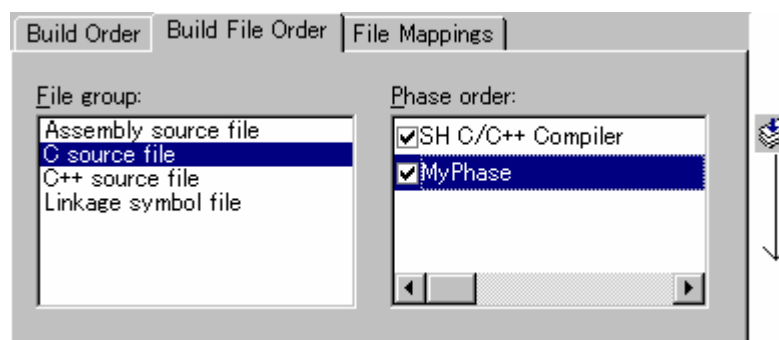 Build Order Build File Order File Mappings
File group:
Assembly source file
C source file
C++ source file
Linkage symbol file
Phase order:
SH C/C++ Compiler
MyPhase